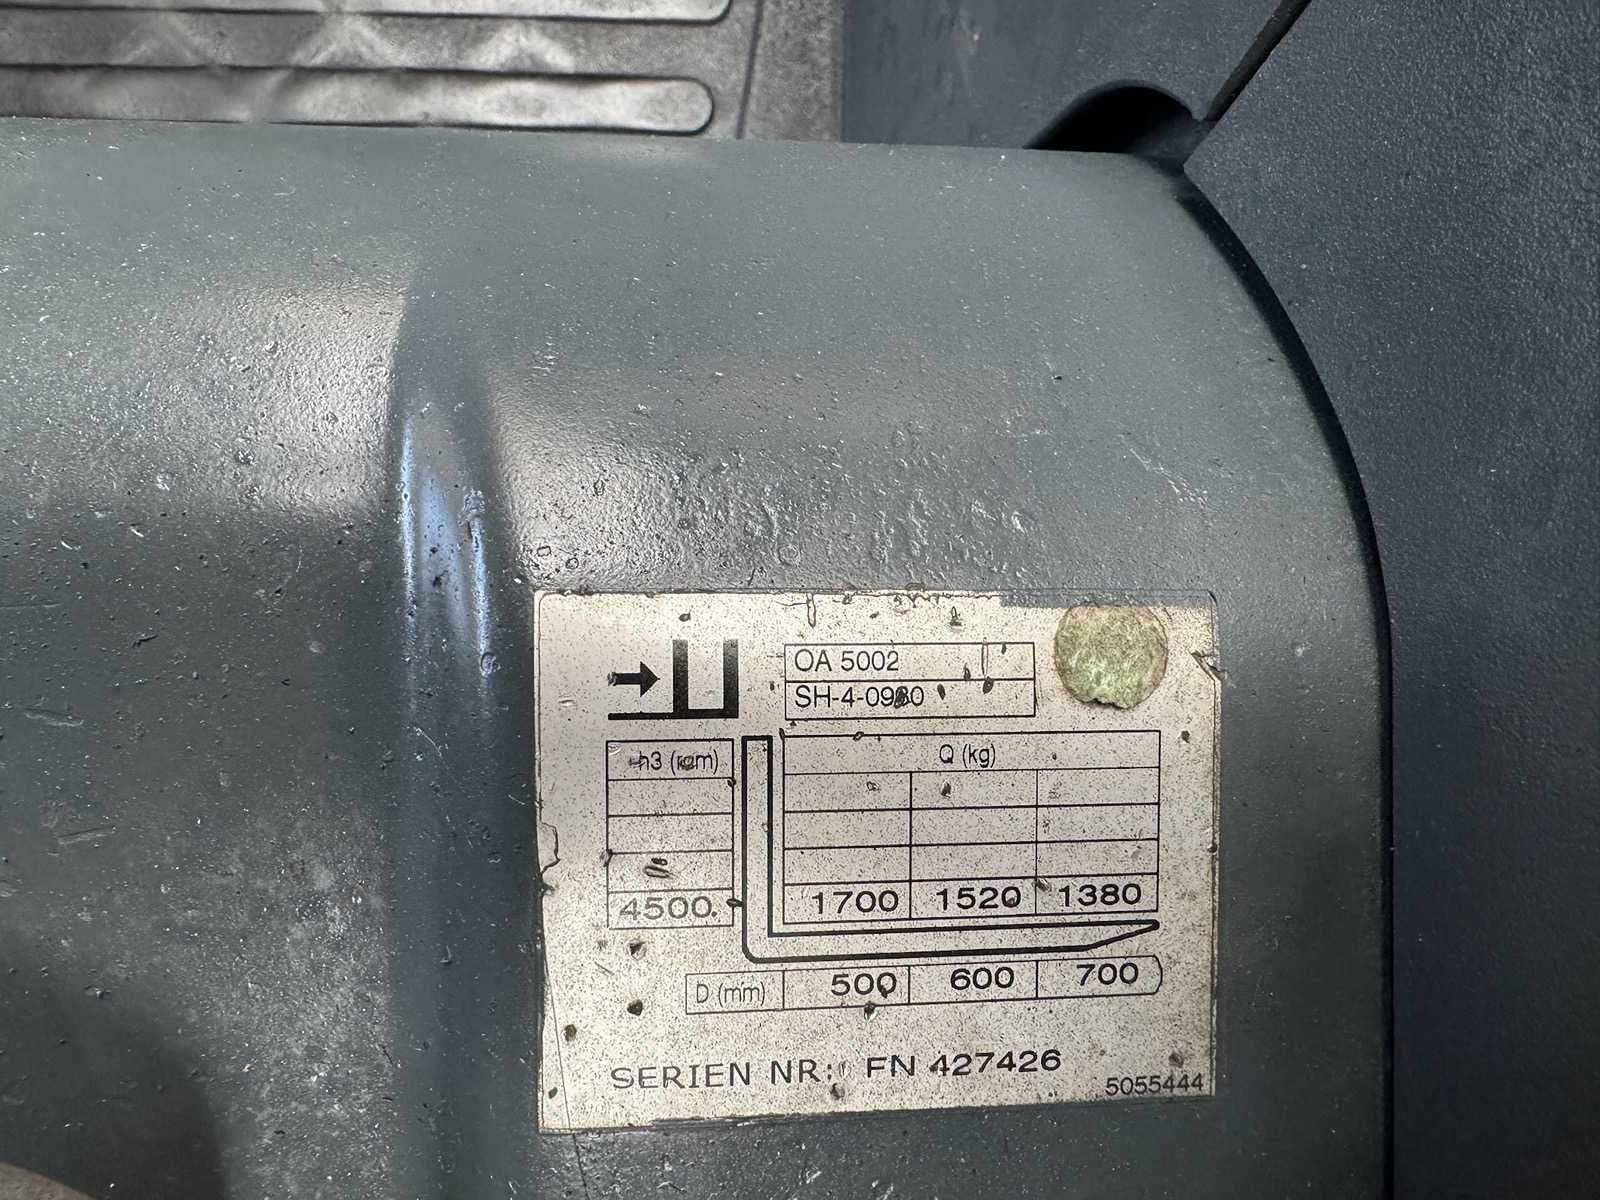 OA 5002
SH-4-0980
h3 (mm)
Q (kg)
4500
1700 1520 1380
D (mm) 500 600 700
SERIEN NR: FN 427426
5055444